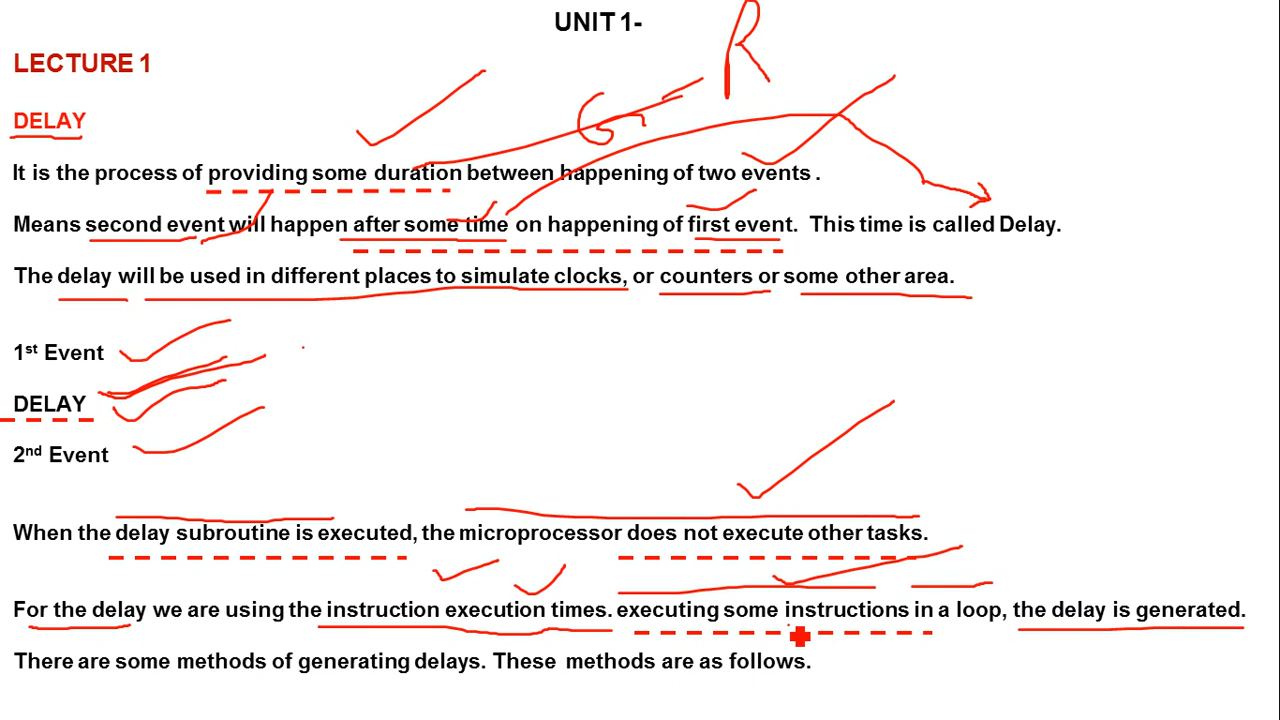 UNIT 1-
R
LECTURE 1
G
DELAY
It is the process of providing some duration between happening of two events .
Means second event will happen after some time on happening of first event. This time is called Delay.
The delay will be used in different places to simulate clocks, or counters or some other area.
1st Event
DELAY
2nd Event
When the delay subroutine is executed, the microprocessor does not execute other tasks.
For the delay we are using the instruction execution times. executing some instructions in a loop, the delay is generated.
There are some methods of generating delays. These methods are as follows.